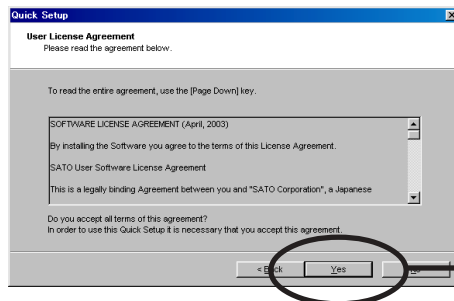 Quick Setup
User License Agreement
Please read the agreement below.
To read the entire agreement, use the [Page Down] key.
SOFTWARE LICENSE AGREEMENT (April, 2003)
By installing the Software you agree to the terms of this License Agreement.
SATO User Software License Agreement
This is a legally binding Agreement between you and "SATO Corporation", a Japanese
Do you accept all terms of this agreement?
In order to use this Quick Setup it is necessary that you accept this agreement.
Yes